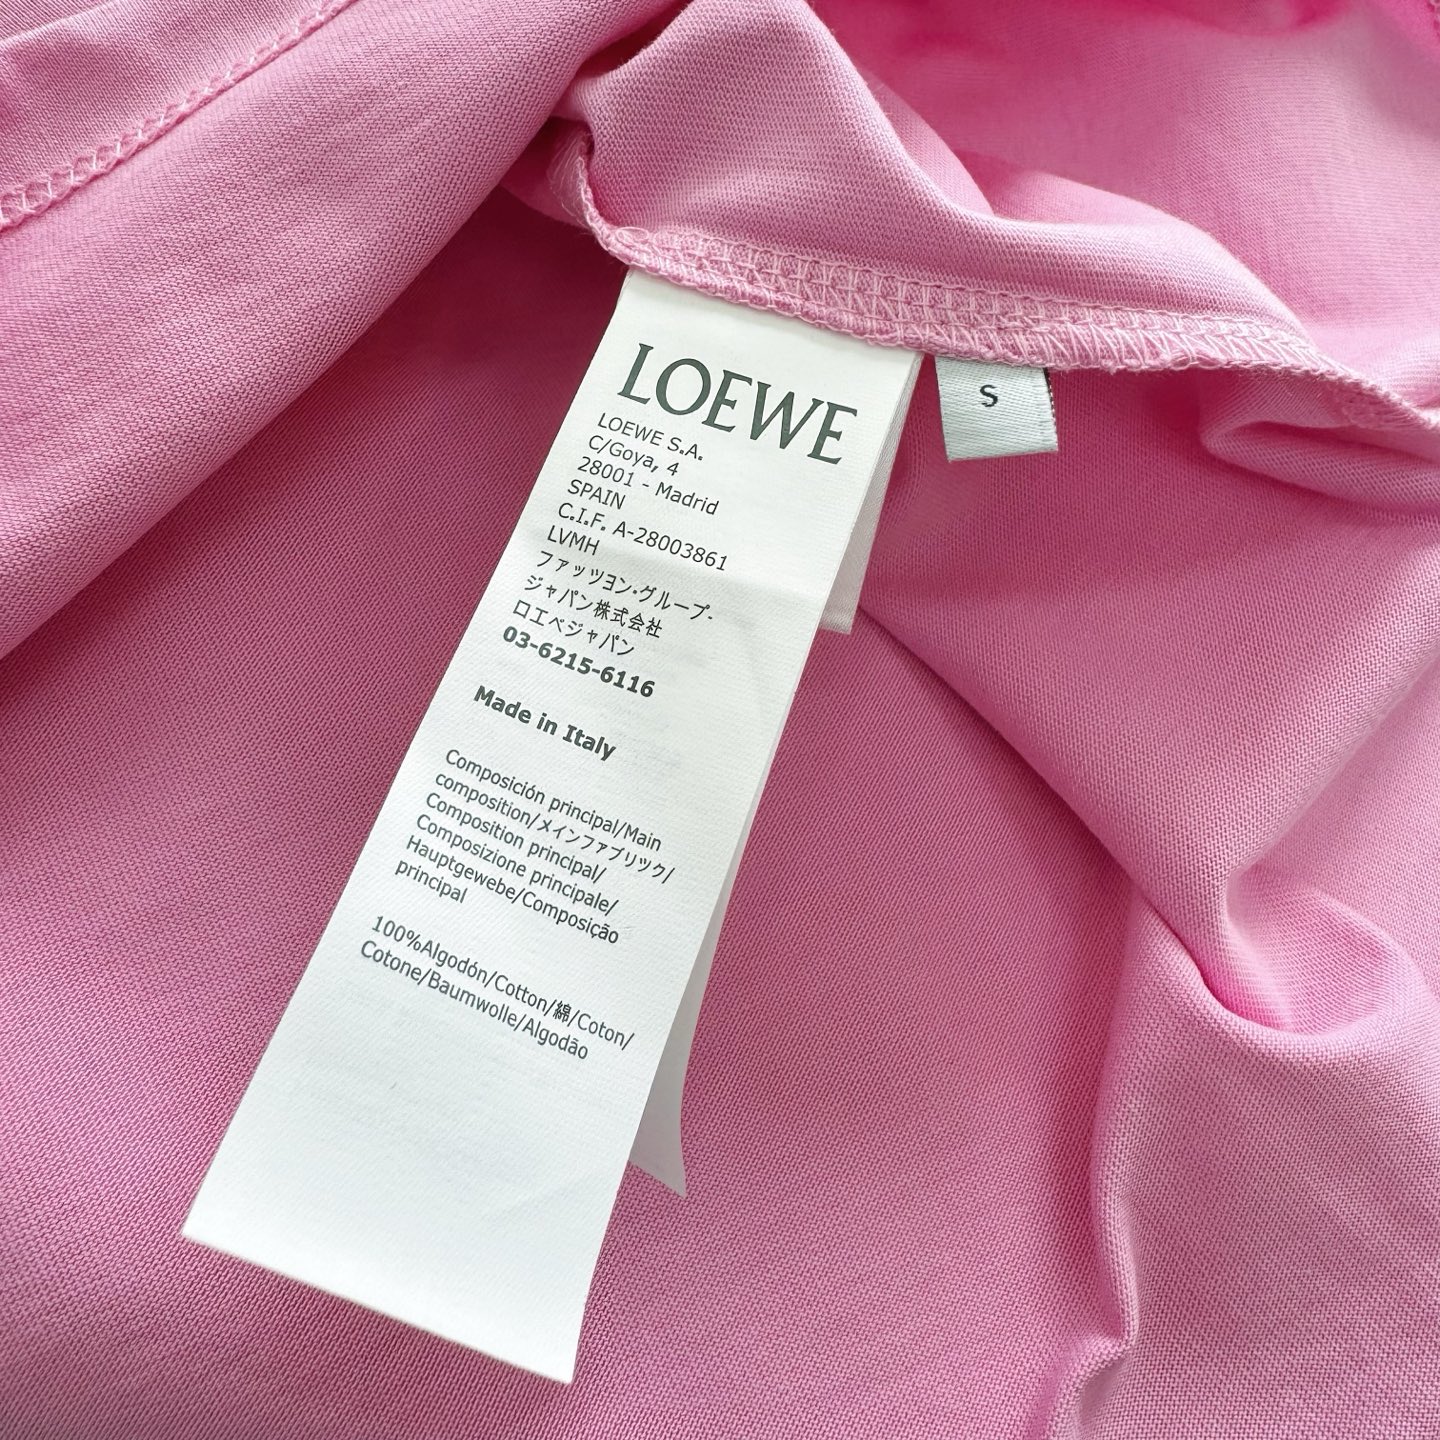 LOEWE
LOEWE S.A.
C/Goya, 4
28001 - Madrid
SPAIN
C.I.F. A-28003861
LVMH
ファッツヨン•グループ-
ジャパン株式会社
ロエベジャパン
03-6215-6116
Made in Italy
Composición principal/Main
composition/メインファブリツク/
Composition principal/
Composizione principale/
Hauptgewebe/Composição
principal
100%Algodón/Cotton/綿/Coton/
Cotone/Baumwolle/Algodão
S